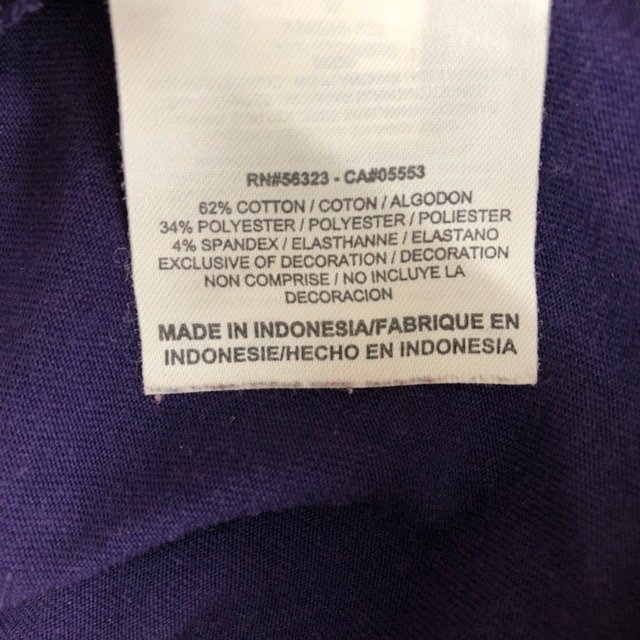 RN#56323 - CA#05553
62% COTTON / COTON / ALGODON
34% POLYESTER / POLYESTER / POLIESTER
4% SPANDEX / ELASTHANNE / ELASTANO
EXCLUSIVE OF DECORATION / DECORATION
NON COMPRISE / NO INCLUYE LA
DECORACION
MADE IN INDONESIA/FABRIQUE EN
INDONESIE/HECHO EN INDONESIA